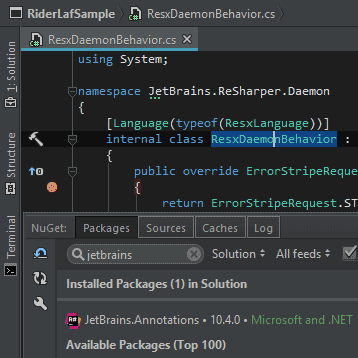 RiderLafSample ResxDaemonBehavior.cs
ResxDaemonBehavior.cs
1: Solution
Structure
Terminal
using System;
namespace JetBrains.ReSharper.Daemon
{
[Language(typeof(ResxLanguage))]
internal class ResxDaemonBehavior :
{
public override ErrorStripeReque
{
return ErrorStripeRequest.ST
NuGet: Packages Sources Caches Log
jetbrains Solution All feeds
Installed Packages (1) in Solution
JetBrains.Annotations • 10.4.0 • Microsoft and .NET
Available Packages (Top 100)